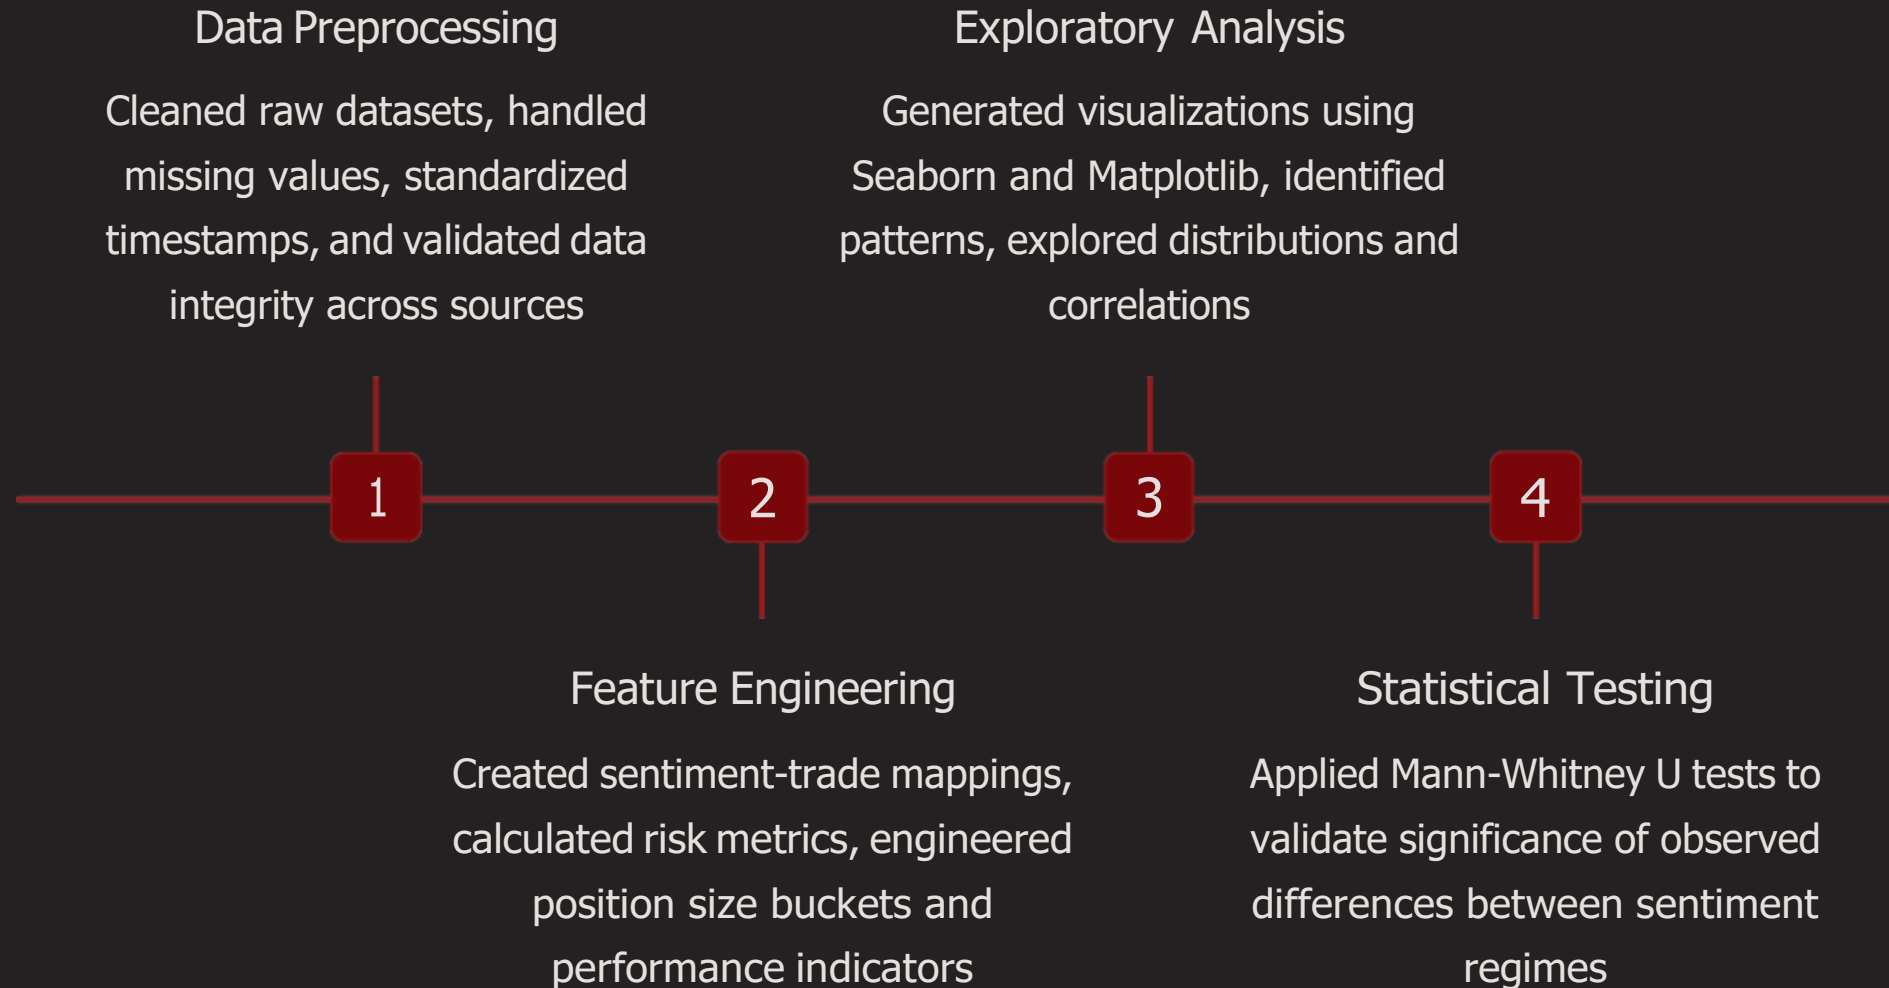 Data Preprocessing
Cleaned raw datasets, handled
missing values, standardized
timestamps, and validated data
integrity across sources
Exploratory Analysis
Generated visualizations using
Seaborn and Matplotlib, identified
patterns, explored distributions and
correlations
1
2
3
4
Feature Engineering
Created sentiment-trade mappings,
calculated risk metrics, engineered
position size buckets and
performance indicators
Statistical Testing
Applied Mann-Whitney U tests to
validate significance of observed
differences between sentiment
regimes